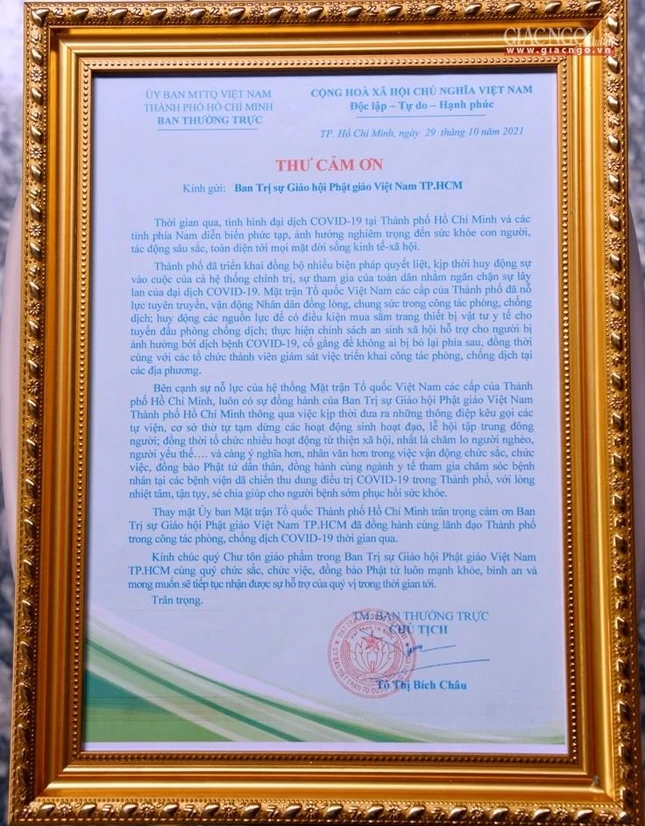 GIACNGO.vn
www.giacngo.vn
ỦY BAN MTTQ VIỆT NAM
THÀNH PHỐ HỒ CHÍ MINH
BAN THƯỜNG TRỰC
CỘNG HOÀ XÃ HỘI CHỦ NGHĨA VIỆT NAM
Độc lập – Tự do – Hạnh phúc
TP. Hồ Chí Minh, ngày 29 tháng 10 năm 2021
THƯ CẢM ƠN
Kính gửi: Ban Trị sự Giáo hội Phật giáo Việt Nam TP.HCM
Thời gian qua, tình hình đại dịch COVID-19 tại Thành phố Hồ Chí Minh và các
tỉnh phía Nam diễn biến phức tạp, ảnh hưởng nghiêm trọng đến sức khỏe con người,
tác động sâu sắc, toàn diện tới mọi mặt đời sống kinh tế-xã hội.
Thành phố đã triển khai đồng bộ nhiều biện pháp quyết liệt, kịp thời huy động sự
vào cuộc của cả hệ thống chính trị, sự tham gia của toàn dân nhằm ngăn chặn sự lây
lan của đại dịch COVID-19. Mặt trận Tổ quốc Việt Nam các cấp của Thành phố đã nỗ
lực tuyên truyền, vận động Nhân dân đồng lòng, chung sức trong công tác phòng, chống
dịch; huy động các nguồn lực để có điều kiện mua sắm trang thiết bị vật tư y tế cho
tuyến đầu phòng chống dịch; thực hiện chính sách an sinh xã hội hỗ trợ cho người bị
ảnh hưởng bởi dịch bệnh COVID-19, cố gắng để không ai bị bỏ lại phía sau, đồng thời
cùng với các tổ chức thành viên giám sát việc triển khai công tác phòng, chống dịch tại
các địa phương.
Bên cạnh sự nỗ lực của hệ thống Mặt trận Tổ quốc Việt Nam các cấp của Thành
phố Hồ Chí Minh, luôn có sự đồng hành của Ban Trị sự Giáo hội Phật giáo Việt Nam
Thành phố Hồ Chí Minh thông qua việc kịp thời đưa ra những thông điệp kêu gọi các
tự viện, cơ sở thờ tự tạm dừng các hoạt động sinh hoạt đạo, lễ hội tập trung đông
người; đồng thời tổ chức nhiều hoạt động từ thiện xã hội, nhất là chăm lo người nghèo,
người yếu thế…. và càng ý nghĩa hơn, nhân văn hơn trong việc vận động chức sắc, chức
việc, đồng bào Phật tử dấn thân, đồng hành cùng ngành y tế tham gia chăm sóc bệnh
nhân tại các bệnh viện dã chiến thu dung điều trị COVID-19 trong Thành phố, với lòng
nhiệt tâm, tận tụy, sẻ chia giúp cho người bệnh sớm phục hồi sức khỏe.
Thay mặt Ủy ban Mặt trận Tổ quốc Thành phố Hồ Chí Minh trân trọng cảm ơn Ban
Trị sự Giáo hội Phật giáo Việt Nam TP.HCM đã đồng hành cùng lãnh đạo Thành phố
trong công tác phòng, chống dịch COVID-19 thời gian qua.
Kính chúc quý Chư tôn giáo phẩm trong Ban Trị sự Giáo hội Phật giáo Việt Nam
TP.HCM cùng quý chức sắc, chức việc, đồng bào Phật tử luôn mạnh khỏe, bình an và
mong muốn sẽ tiếp tục nhận được sự hỗ trợ của quý vị trong thời gian tới.
Trân trọng.
TM. BAN THƯỜNG TRỰC
CHỦ TỊCH
Tô Thị Bích Châu